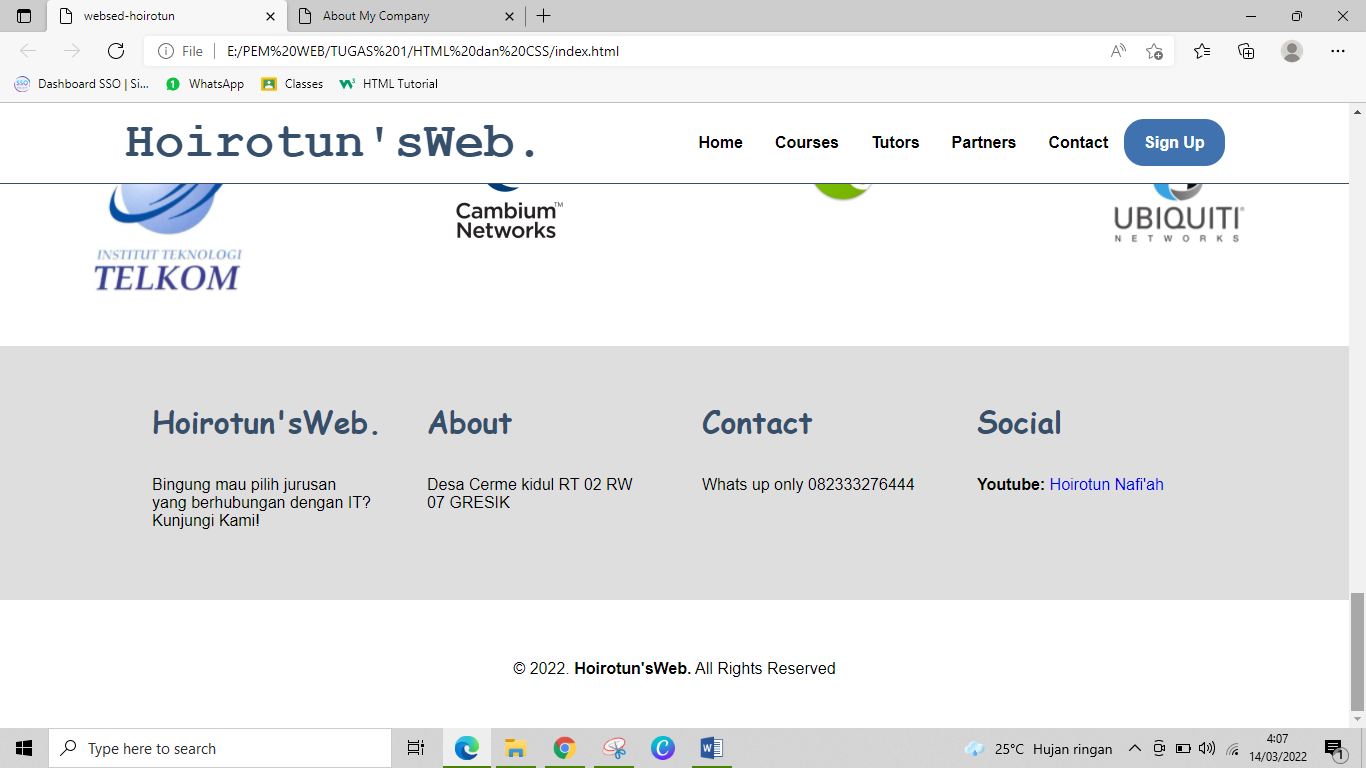 websed-hoirotun
About My Company
File
E:/PEM%20WEB/TUGAS%201/HTML%20dan%20CSS/index.html
Dashboard SSO | Si...
WhatsApp
Classes
HTML Tutorial
Hoirotun'sWeb.
Home
Courses
Tutors
Partners
Contact
Sign Up
INSTITUT TEKNOLOGI
TELKOM
Cambium™
Networks
UBIQUITI®
NETWORKS
Hoirotun'sWeb.
Bingung mau pilih jurusan
yang berhubungan dengan IT?
Kunjungi Kami!
About
Desa Cerme kidul RT 02 RW
07 GRESIK
Contact
Whats up only 082333276444
Social
Youtube: Hoirotun Nafi'ah
© 2022. Hoirotun'sWeb. All Rights Reserved
Type here to search
25°C Hujan ringan
4:07
14/03/2022
1